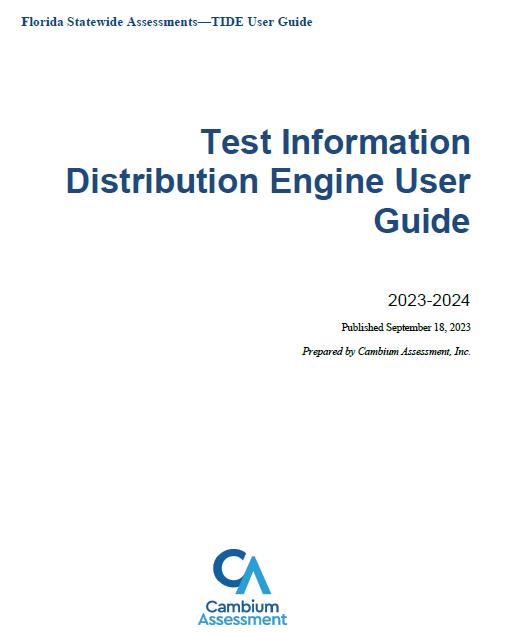 Florida Statewide Assessments—TIDE User Guide
Test Information
Distribution Engine User
Guide
2023-2024
Published September 18, 2023
Prepared by Cambium Assessment, Inc.
CA
Cambium
Assessment